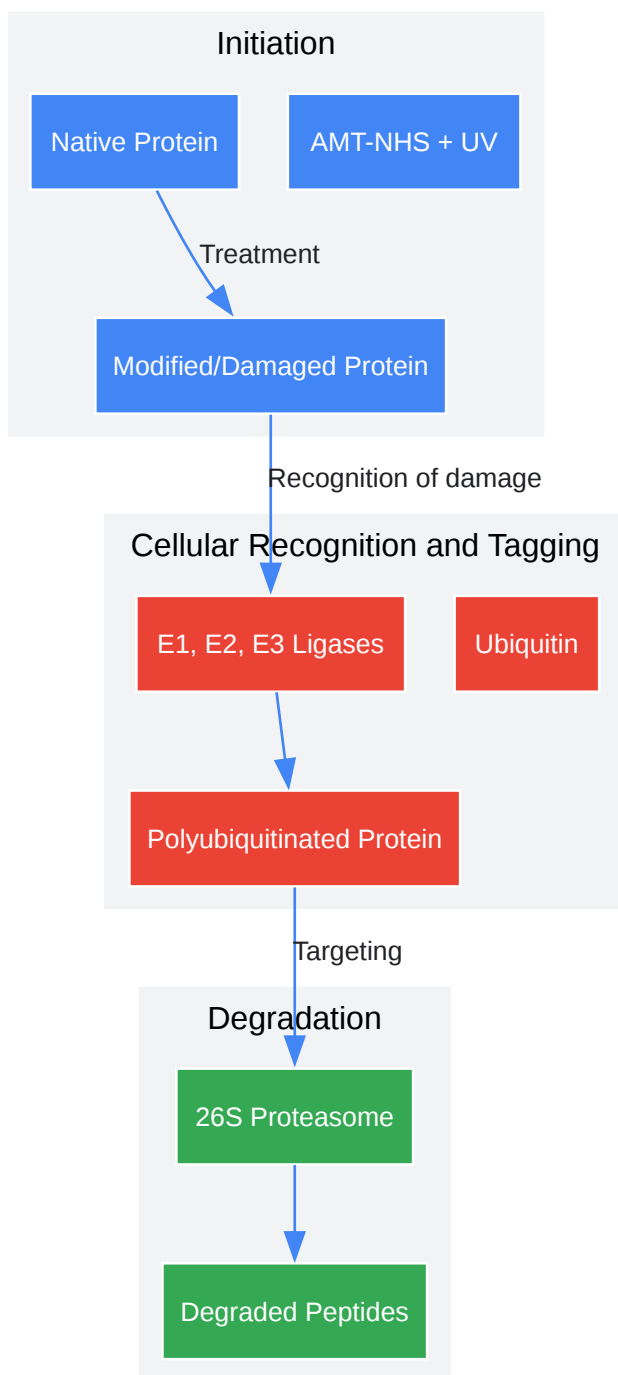 Initiation
Native Protein
AMT-NHS + UV
Treatment
Modified/Damaged Protein
Recognition of damage
Cellular Recognition and Tagging
E1, E2, E3 Ligases
Ubiquitin
Polyubiquitinated Protein
Targeting
Degradation
26S Proteasome
Degraded Peptides